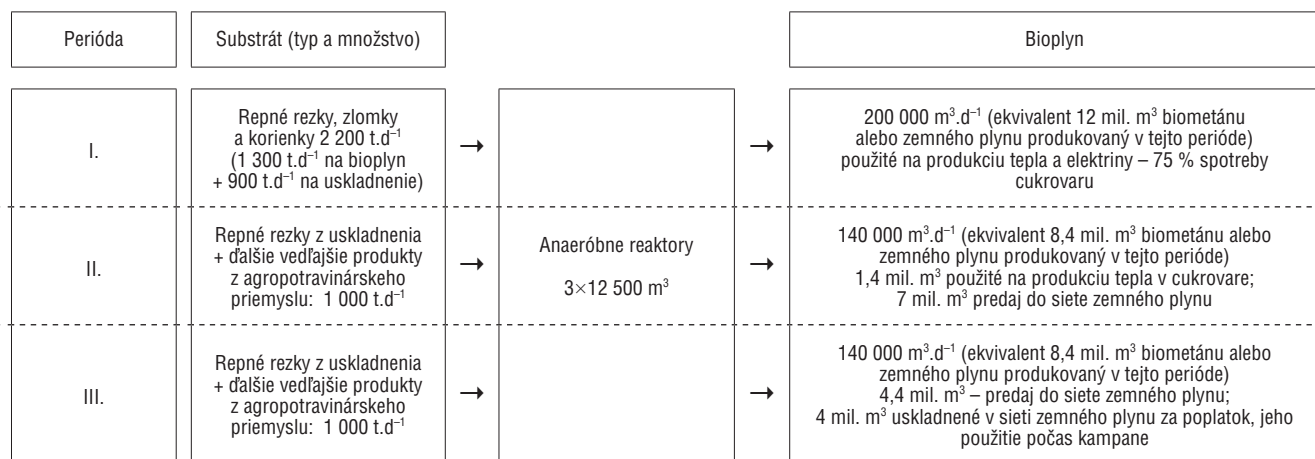 Perióda
Substrát (typ a množstvo)
Bioplyn
I.
Repné rezky, zlomky
a korienky 2 200 t.d–1
(1 300 t.d–1 na bioplyn
+ 900 t.d–1 na uskladnenie)
→
→
200 000 m3.d–1 (ekvivalent 12 mil. m3 biometánu
alebo zemného plynu produkovaný v tejto perióde)
použité na produkciu tepla a elektriny – 75 % spotreby
cukrovaru
II.
Repné rezky z uskladnenia
+ ďalšie vedľajšie produkty
z agropotravinárskeho
priemyslu: 1 000 t.d–1
→
Anaeróbne reaktory
3×12 500 m3
→
140 000 m3.d–1 (ekvivalent 8,4 mil. m3 biometánu alebo
zemného plynu produkovaný v tejto perióde)
1,4 mil. m3 použité na produkciu tepla v cukrovare;
7 mil. m3 predaj do siete zemného plynu
III.
Repné rezky z uskladnenia
+ ďalšie vedľajšie produkty
z agropotravinárskeho
priemyslu: 1 000 t.d–1
→
→
140 000 m3.d–1 (ekvivalent 8,4 mil. m3 biometánu alebo
zemného plynu produkovaný v tejto perióde)
4,4 mil. m3 – predaj do siete zemného plynu;
4 mil. m3 uskladnené v sieti zemného plynu za poplatok, jeho
použitie počas kampane